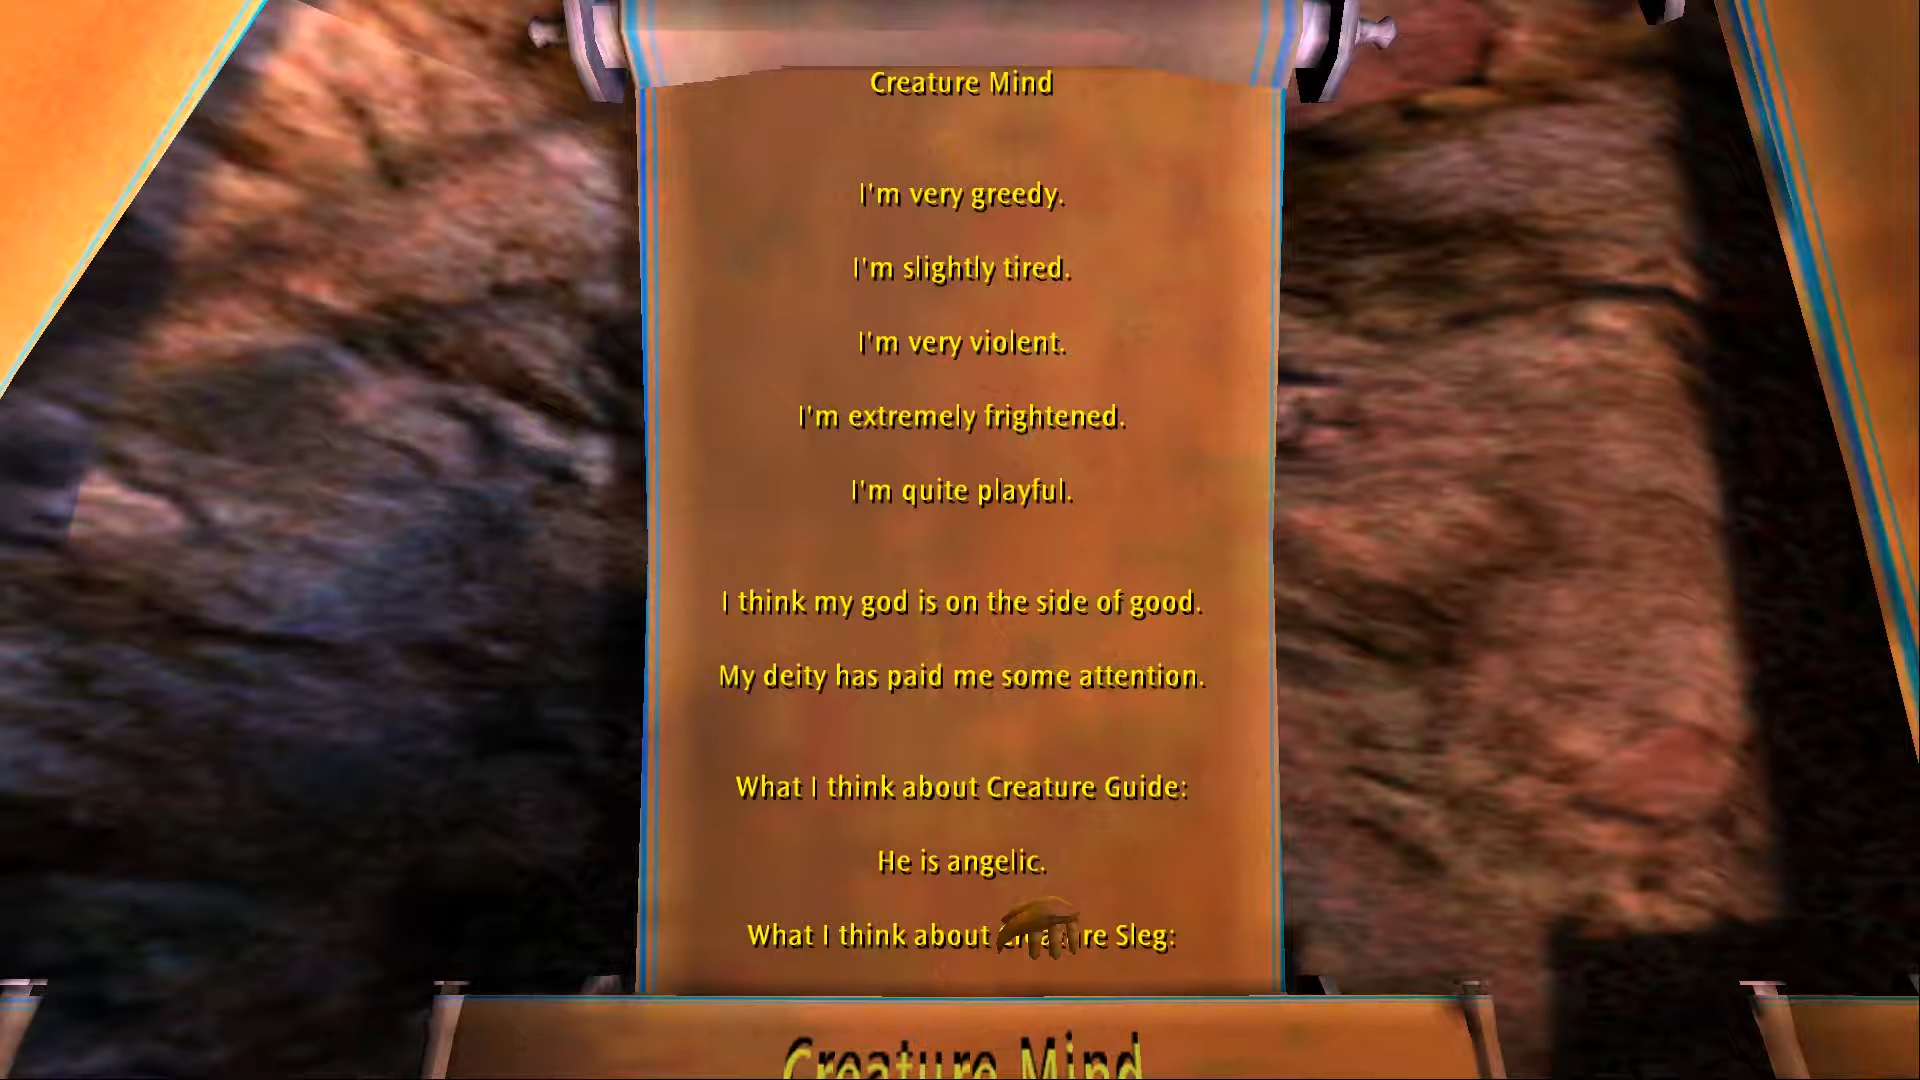 Creature Mind
I'm very greedy.
I'm slightly tired.
I'm very violent.
I'm extremely frightened.
I'm quite playful.
I think my god is on the side of good.
My deity has paid me some attention.
What I think about Creature Guide:
He is angelic.
What I think about Creature Sleg:
Creature Mind